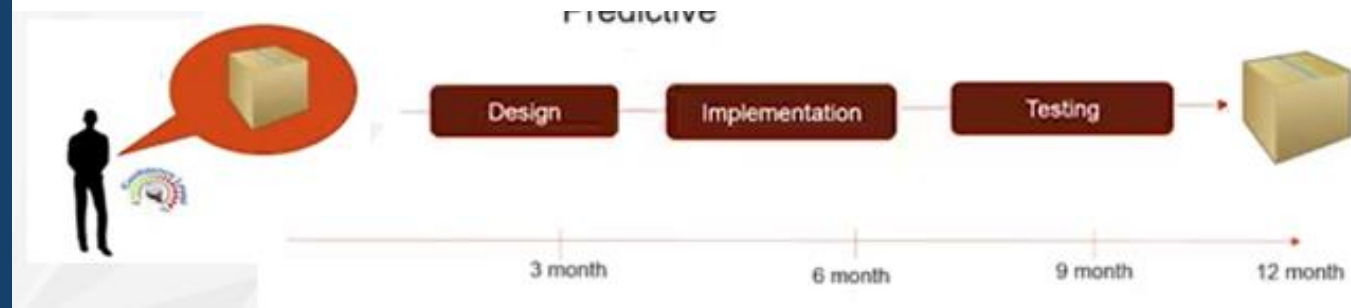 Predictive
Design
Implementation
Testing
3 month
6 month
9 month
12 month